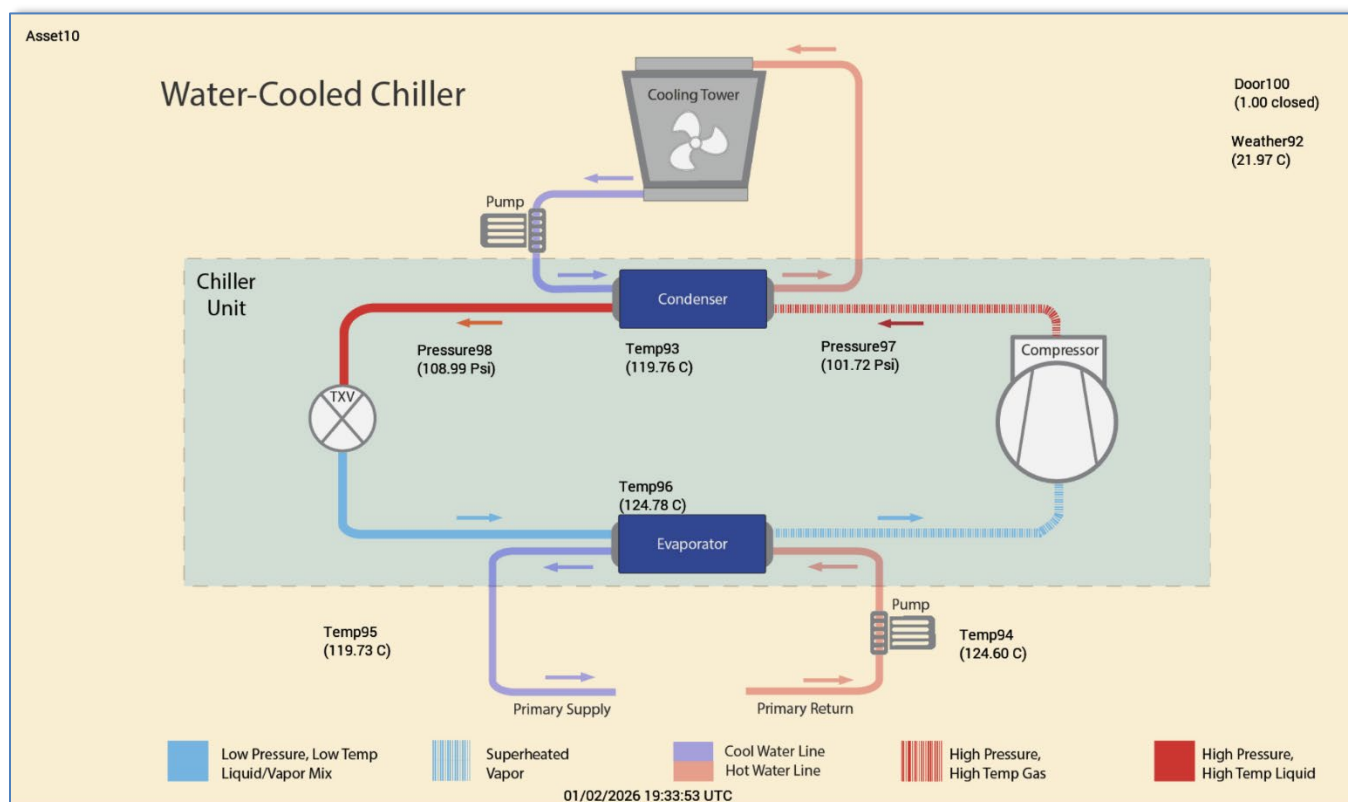 Asset10
Water-Cooled Chiller
Cooling Tower
Door100
(1.00 closed)
Weather92
(21.97 C)
Pump
Chiller
Unit
Condenser
Pressure98
(108.99 Psi)
Temp93
(119.76 C)
Pressure97
(101.72 Psi)
Compressor
TXV
Temp96
(124.78 C)
Evaporator
Temp95
(119.73 C)
Pump
Temp94
(124.60 C)
Primary Supply
Primary Return
Low Pressure, Low Temp
Liquid/Vapor Mix
Superheated
Vapor
Cool Water Line
Hot Water Line
High Pressure,
High Temp Gas
High Pressure,
High Temp Liquid
01/02/2026 19:33:53 UTC